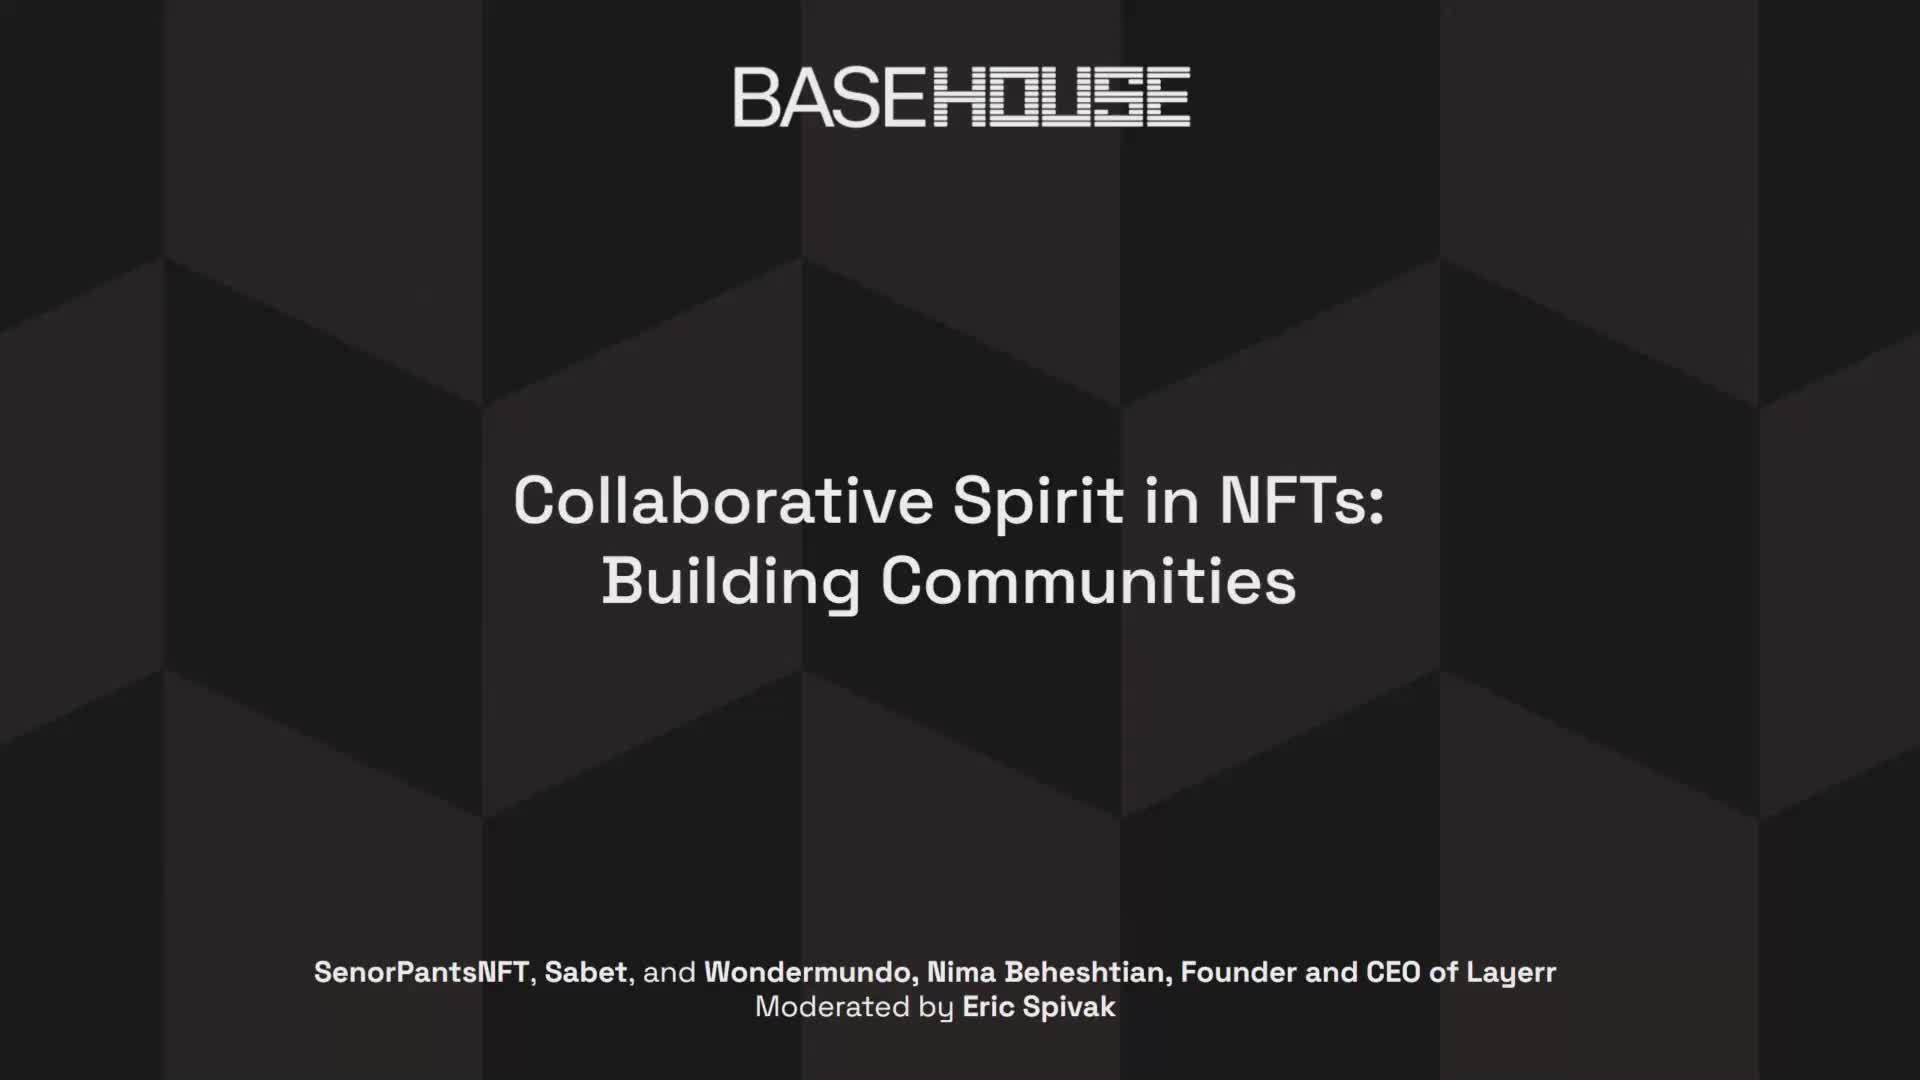 BASEHOUSE
Collaborative Spirit in NFTs:
Building Communities
SenorPantsNFT, Sabet, and Wondermundo, Nima Beheshtian, Founder and CEO of Layerr
Moderated by Eric Spivak